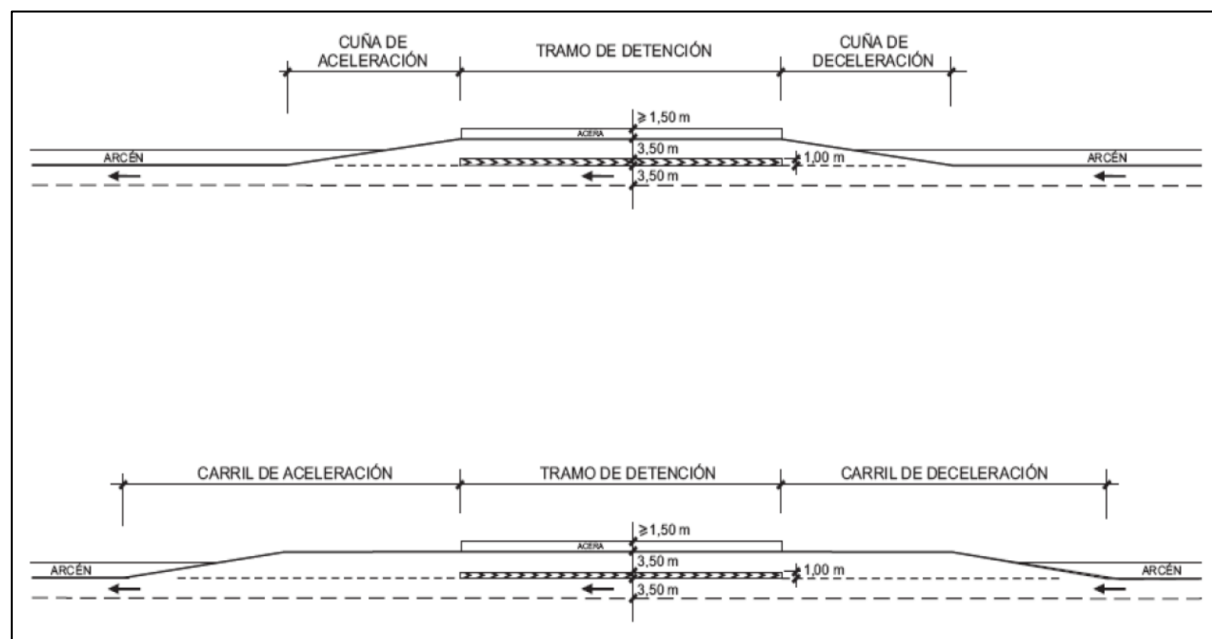 CUÑA DE
ACELERACIÓN
TRAMO DE DETENCIÓN
CUÑA DE
DECELERACIÓN
⩾ 1,50 m
ACERA
ARCÉN
3,50 m
1,00 m
ARCÉN
3,50 m
CARRIL DE ACELERACIÓN
TRAMO DE DETENCIÓN
CARRIL DE DECELERACIÓN
⩾1,50 m
ACERA
ARCÉN
3,50 m
1,00 m
ARCÉN
3,50 m